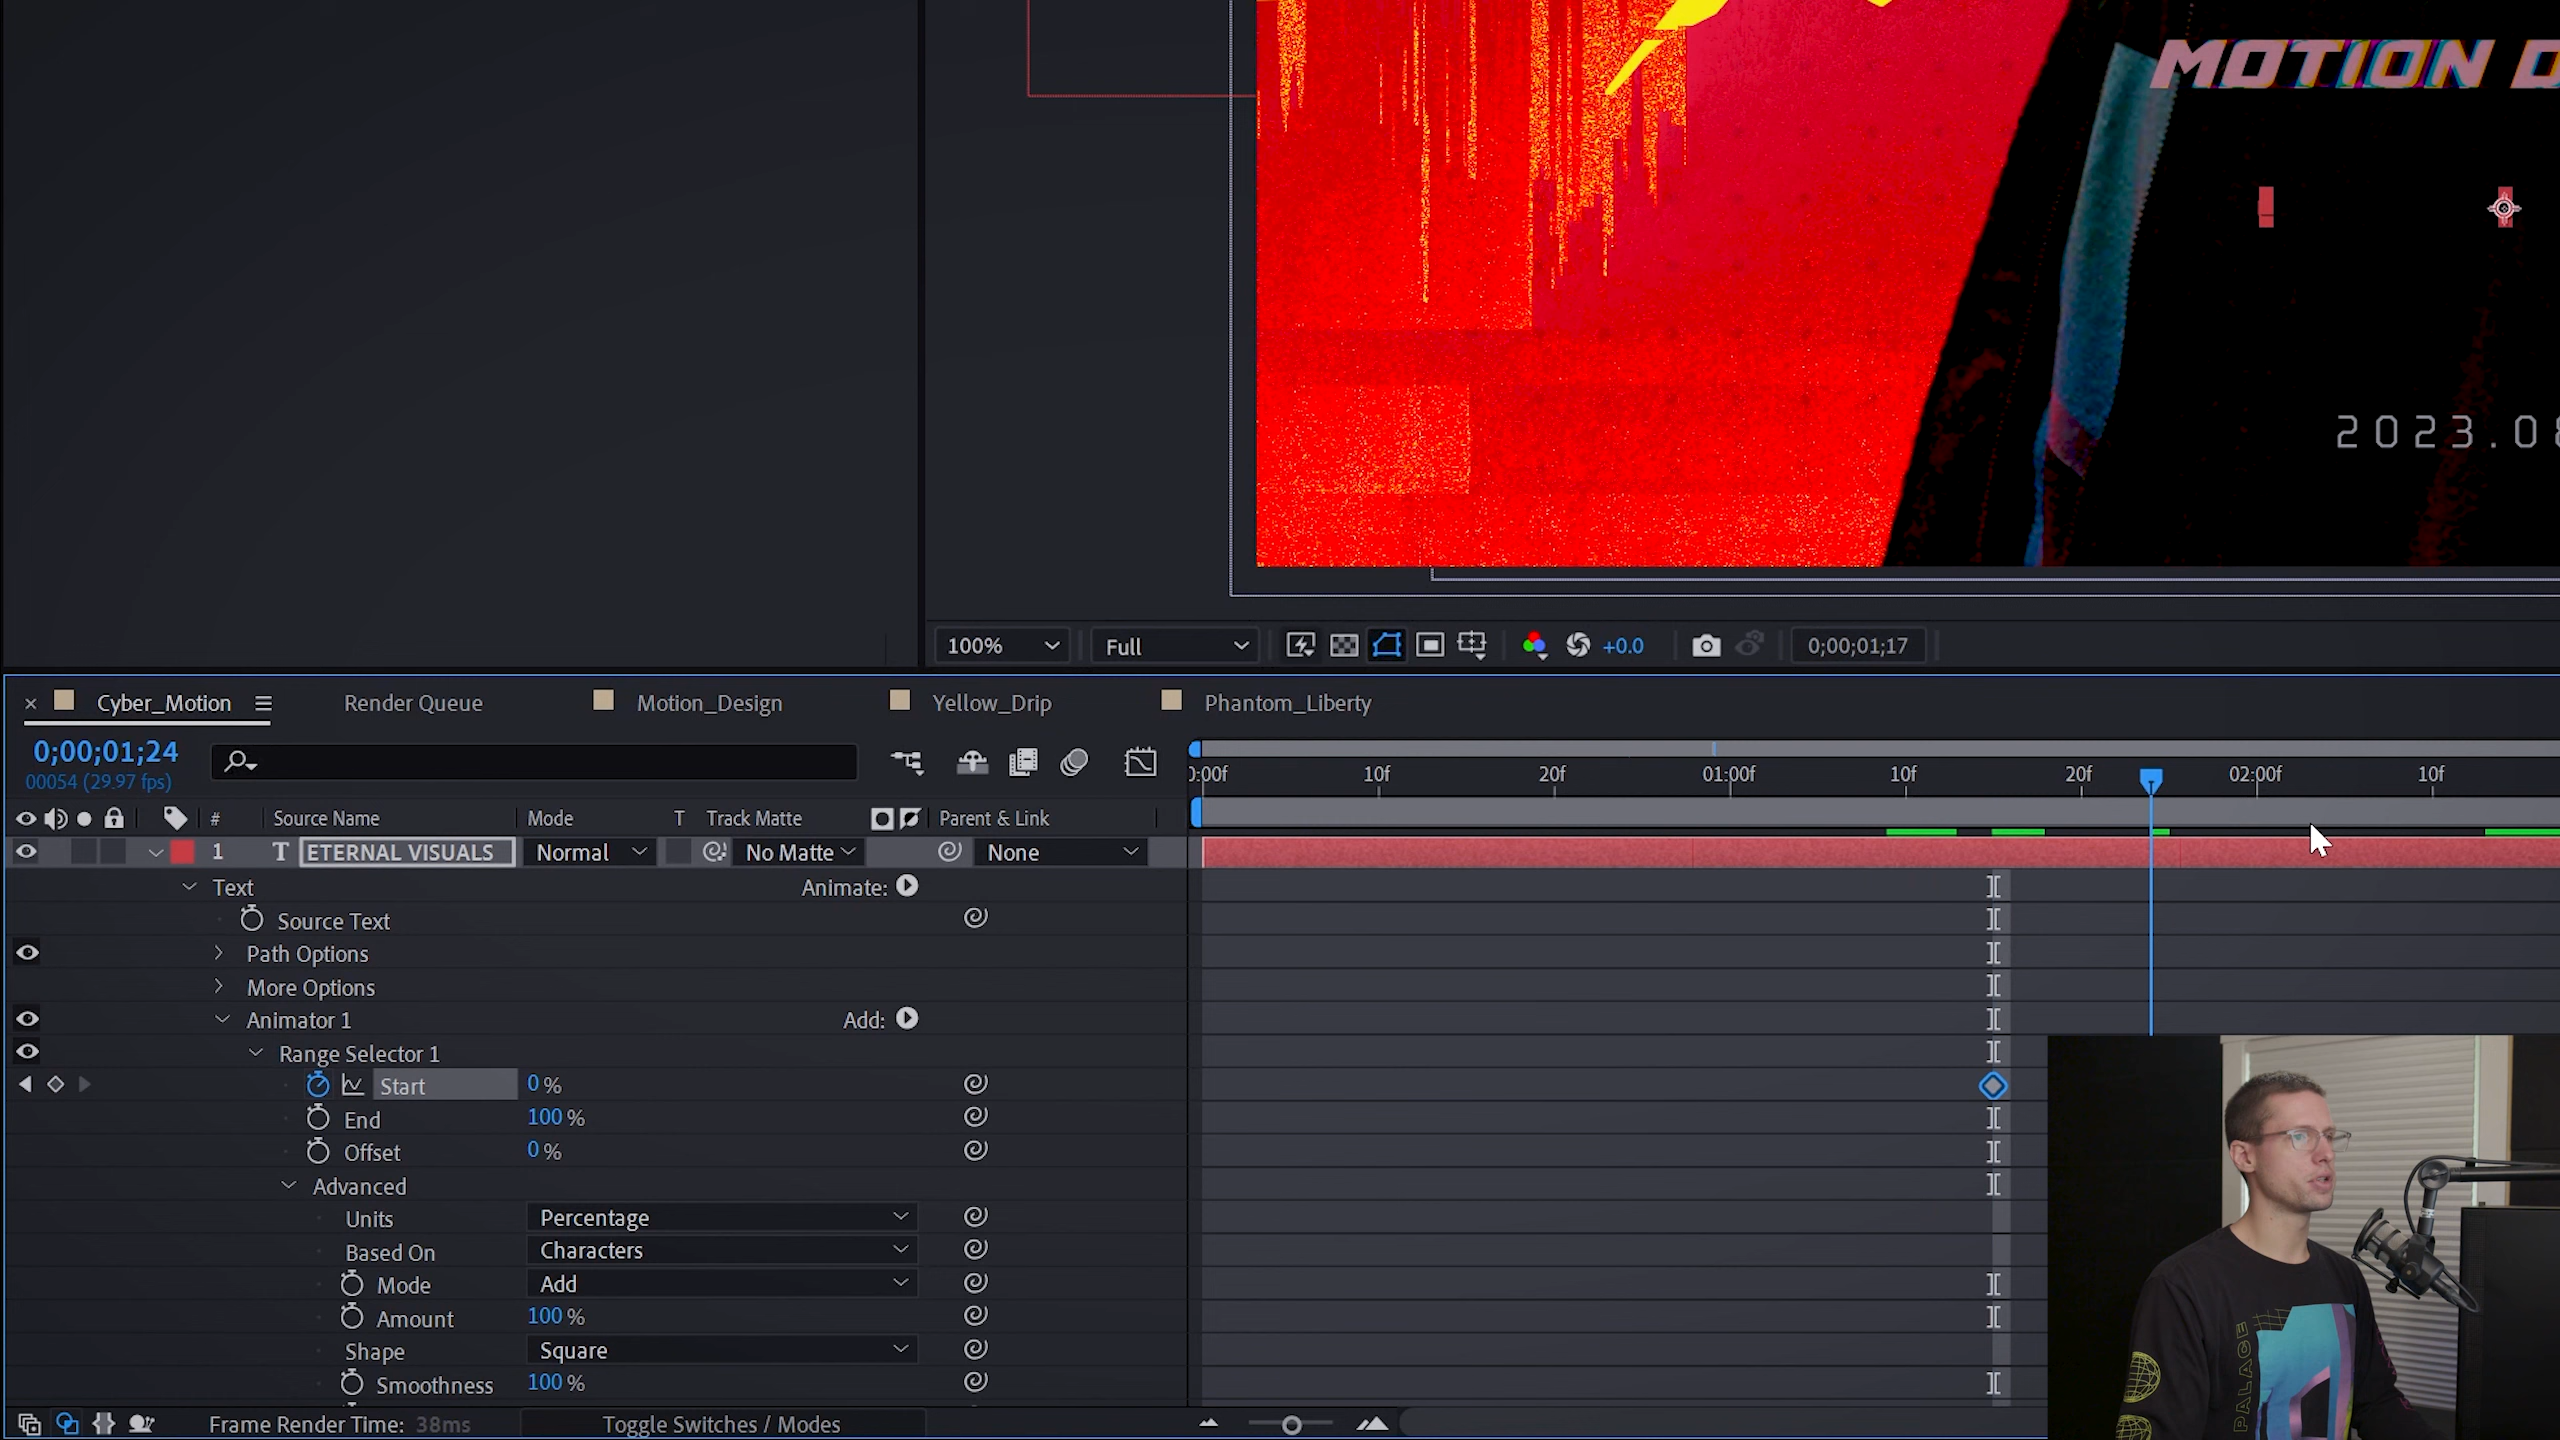 MOTION D
2023.08
100%
Full
+0.0
0;00;01;17
Cyber_Motion
Render Queue
Motion_Design
Yellow_Drip
Phantom_Liberty
0;00;01;24
00054 (29.97 fps)
0:00f 10f 20f 01:00f 10f 20f 02:00f 10f
# Source Name Mode T Track Matte Parent & Link
1 T ETERNAL VISUALS Normal No Matte None
Text Animate:
Source Text
Path Options
More Options
Animator 1 Add:
Range Selector 1
Start 0%
End 100%
Offset 0%
Advanced
Units Percentage
Based On Characters
Mode Add
Amount 100%
Shape Square
Smoothness 100%
Frame Render Time: 38ms Toggle Switches / Modes
PALACE